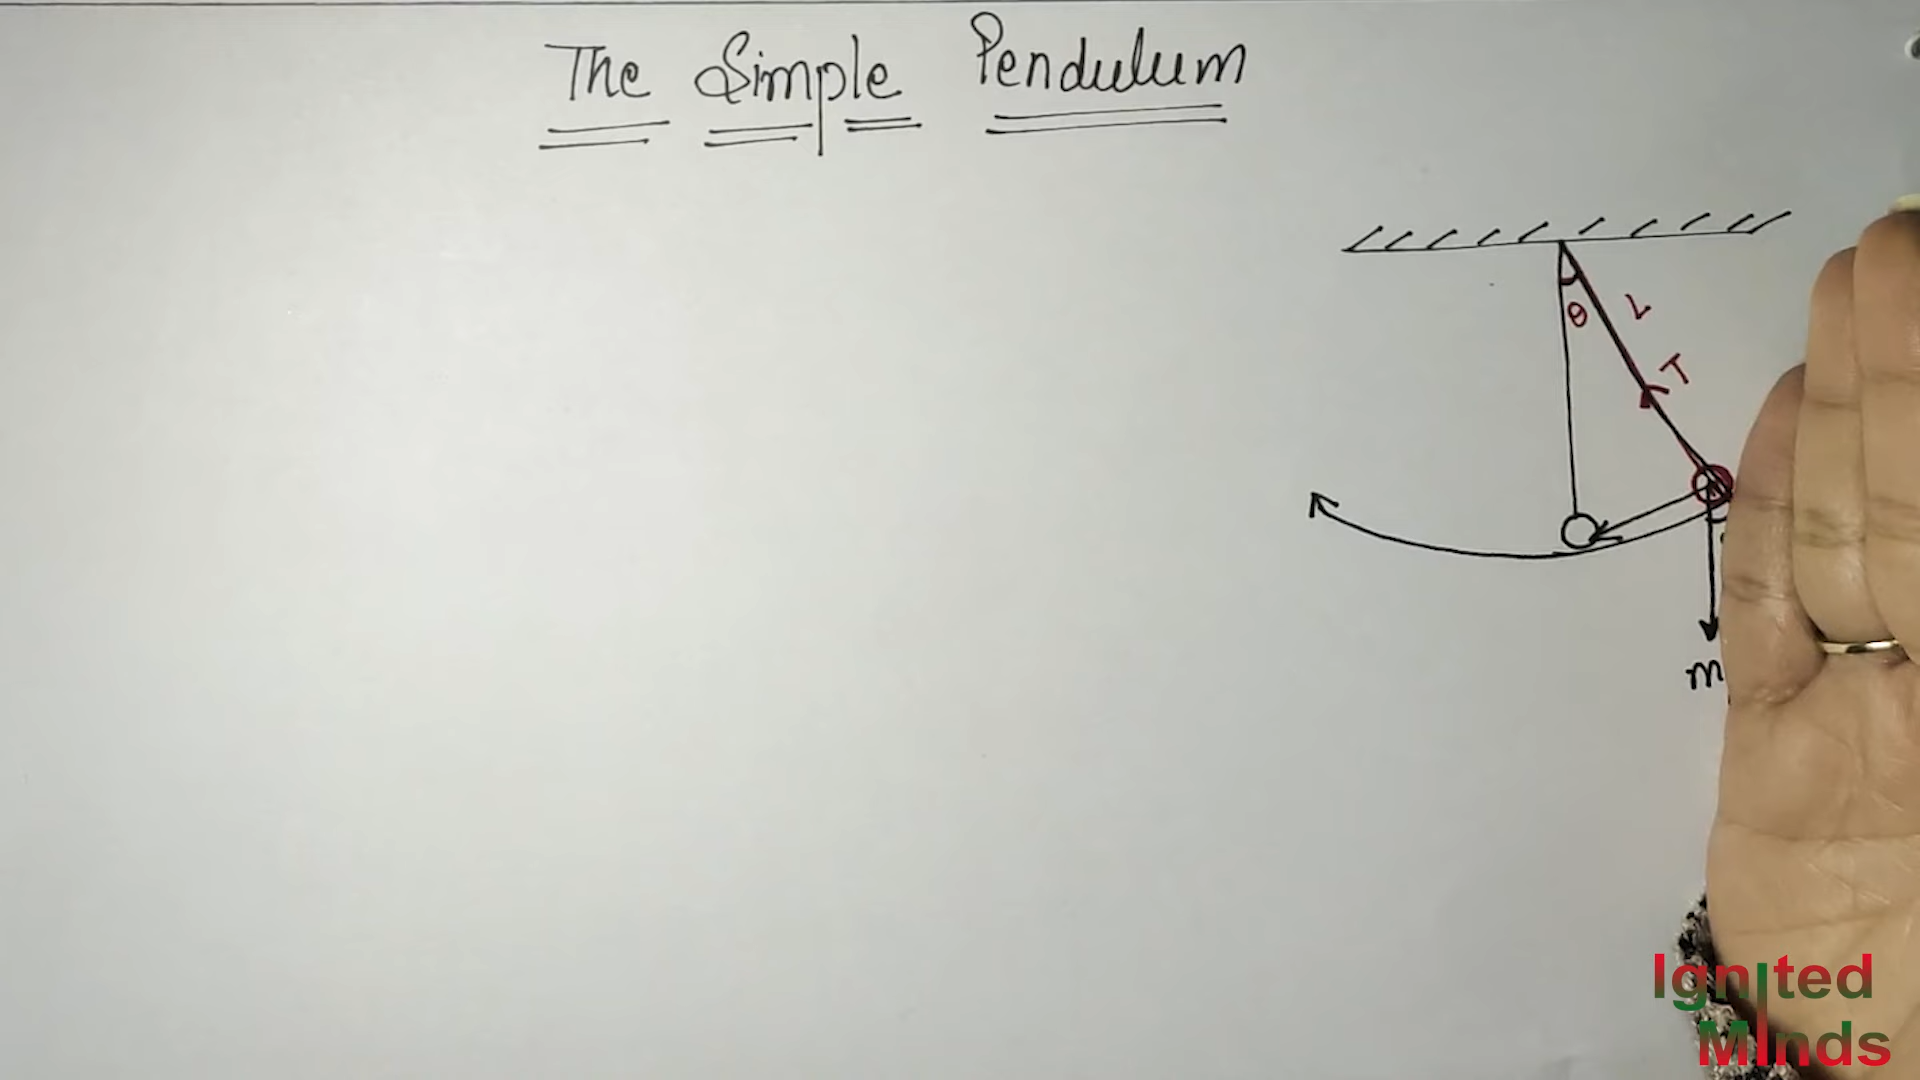 The Simple Pendulum
θ
L
T
m
Ignited
Minds